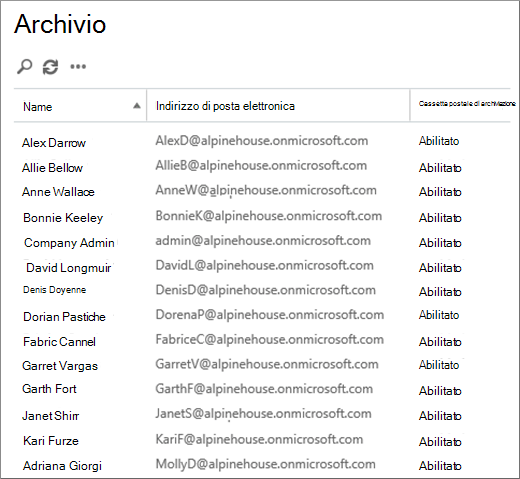 Archivio
Name Indirizzo di posta elettronica Cassetta postale di archiviazione
Alex Darrow AlexD@alpinehouse.onmicrosoft.com Abilitato
Allie Bellow AllieB@alpinehouse.onmicrosoft.com Abilitato
Anne Wallace AnneW@alpinehouse.onmicrosoft.com Abilitato
Bonnie Keeley BonnieK@alpinehouse.onmicrosoft.com Abilitato
Company Admin admin@alpinehouse.onmicrosoft.com Abilitato
David Longmuir DavidL@alpinehouse.onmicrosoft.com Abilitato
Denis Doyenne DenisD@alpinehouse.onmicrosoft.com Abilitato
Dorian Pastiche DorenaP@alpinehouse.onmicrosoft.com Abilitato
Fabric Cannel FabriceC@alpinehouse.onmicrosoft.com Abilitato
Garret Vargas GarretV@alpinehouse.onmicrosoft.com Abilitato
Garth Fort GarthF@alpinehouse.onmicrosoft.com Abilitato
Janet Shirr JanetS@alpinehouse.onmicrosoft.com Abilitato
Kari Furze KariF@alpinehouse.onmicrosoft.com Abilitato
Adriana Giorgi MollyD@alpinehouse.onmicrosoft.com Abilitato